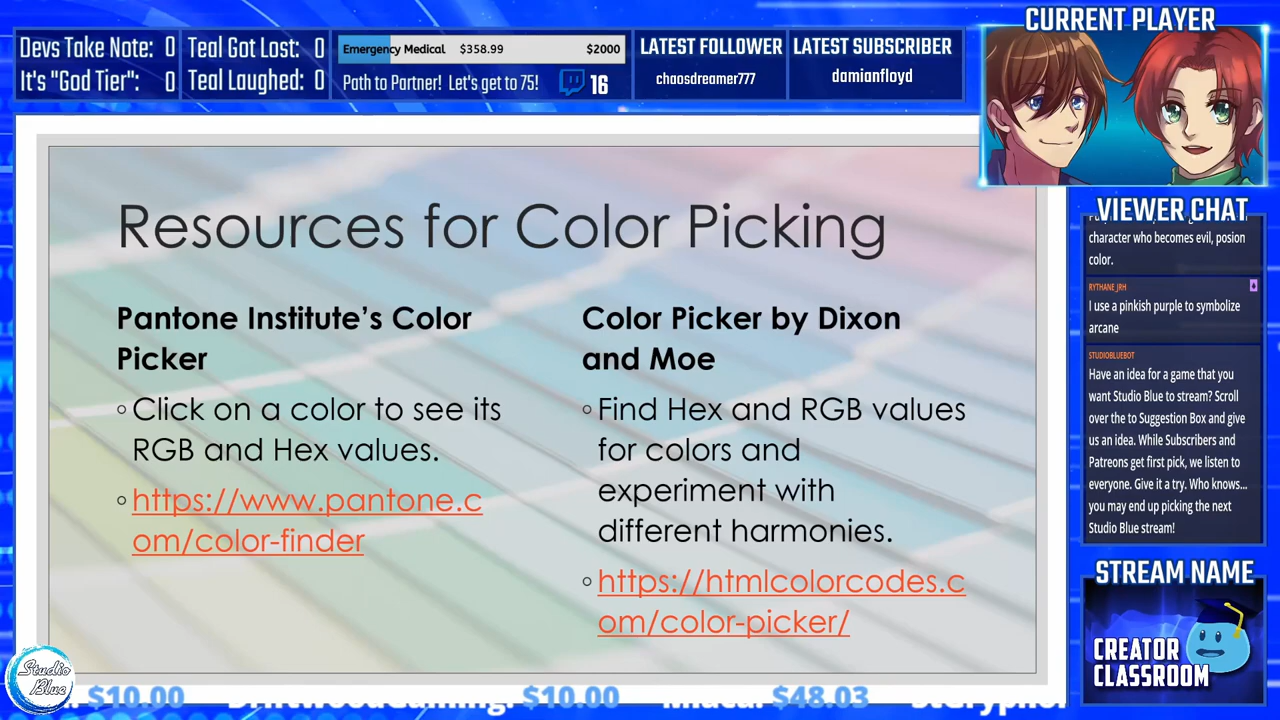 CURRENT PLAYER
Devs Take Note: 0
It's "God Tier": 0
Teal Got Lost: 0
Teal Laughed: 0
Emergency Medical $358.99 $2000
Path to Partner! Let's get to 75! 16
LATEST FOLLOWER
chaosdreamer777
LATEST SUBSCRIBER
damianfloyd
Resources for Color Picking
Pantone Institute’s Color
Picker
Click on a color to see its
RGB and Hex values.
https://www.pantone.c
om/color-finder
Color Picker by Dixon
and Moe
Find Hex and RGB values
for colors and
experiment with
different harmonies.
https://htmlcolorcodes.c
om/color-picker/
VIEWER CHAT
character who becomes evil, posion
color.
RYTHANE_JRH
I use a pinkish purple to symbolize
arcane
STUDIOBLUEBOT
Have an idea for a game that you
want Studio Blue to stream? Scroll
over the to Suggestion Box and give
us an idea. While Subscribers and
Patreons get first pick, we listen to
everyone. Give it a try. Who knows...
you may end up picking the next
Studio Blue stream!
STREAM NAME
CREATOR
CLASSROOM
Studio
Blue
$10.00 DriftwoodGaming: $10.00 $48.03